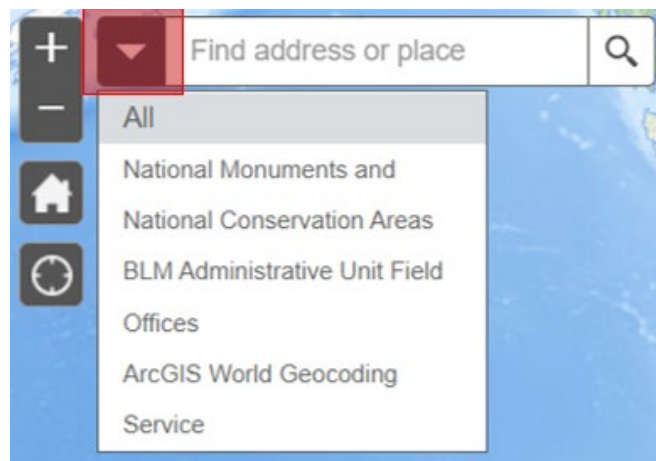 +
Find address or place
−
All
National Monuments and
National Conservation Areas
BLM Administrative Unit Field
Offices
ArcGIS World Geocoding
Service